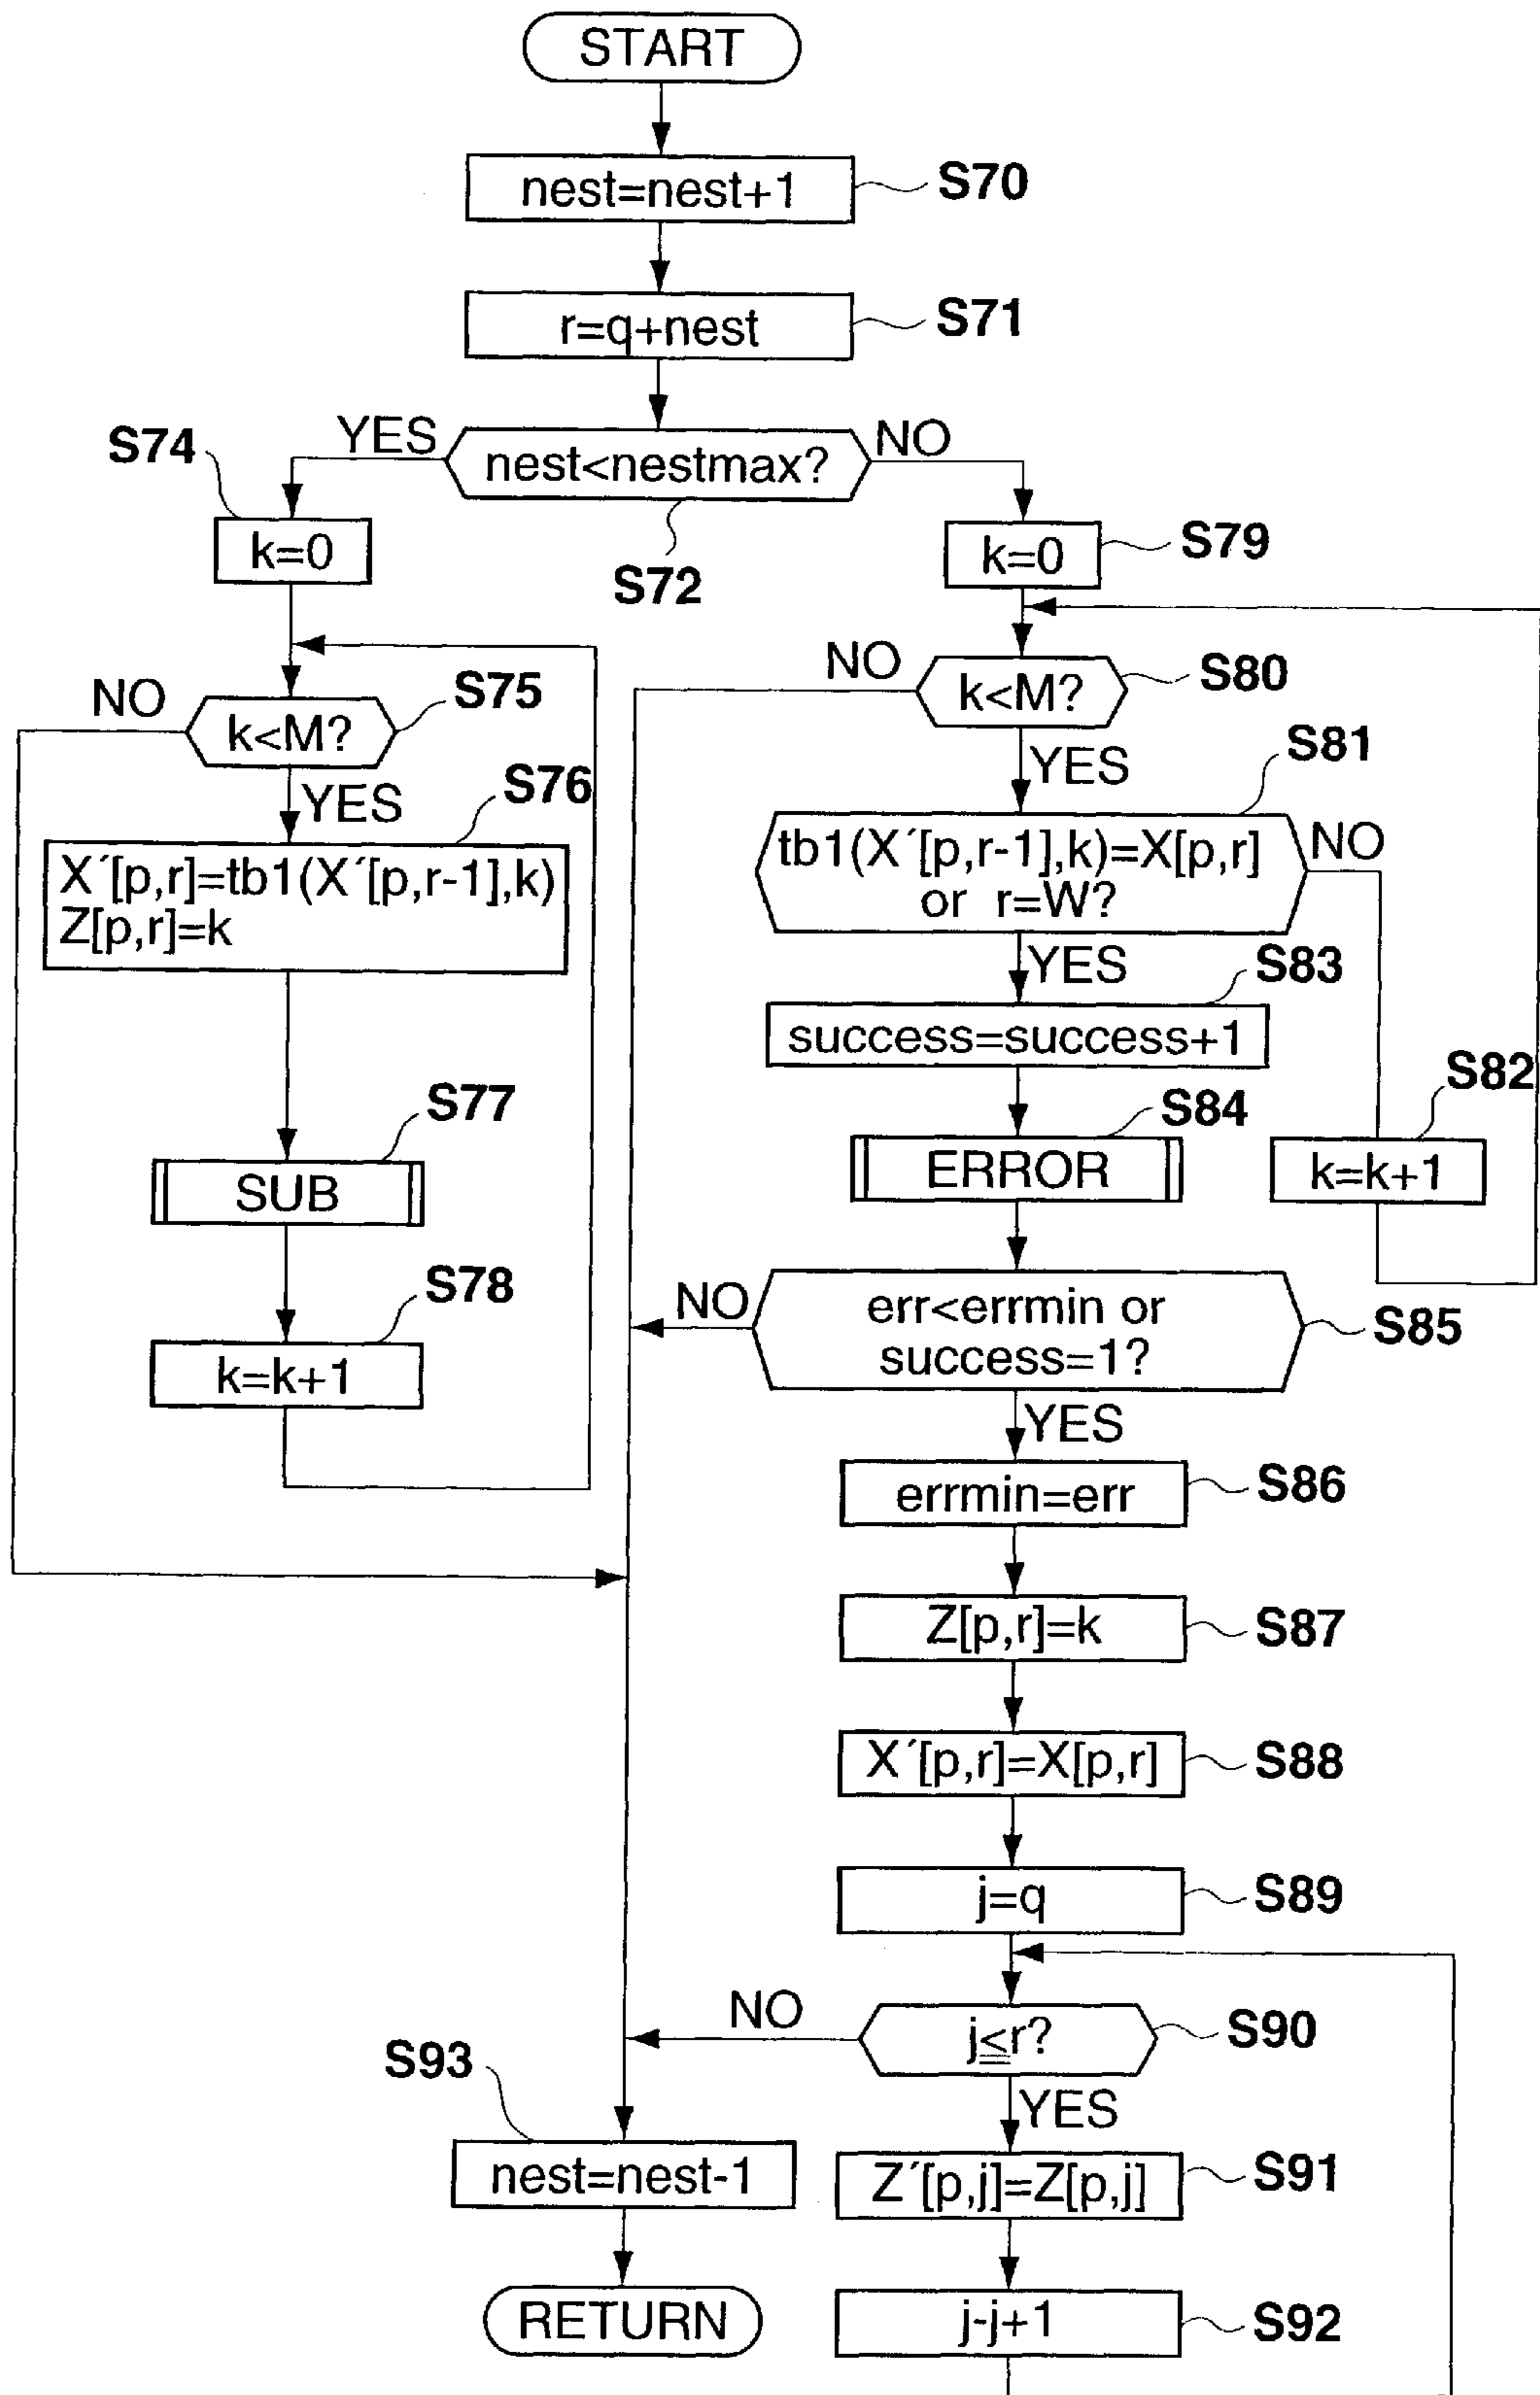 START
nest=nest+1
S70
r=q+nest
S71
nest<nestmax?
S72
YES
NO
S74
k=0
k<M?
S75
NO
YES
S76
X´[p,r]=tb1(X´[p,r-1],k)
Z[p,r]=k
S77
SUB
S78
k=k+1
S79
k=0
S80
k<M?
NO
YES
S81
tb1(X´[p,r-1],k)=X[p,r]
or r=W?
NO
YES
S82
k=k+1
S83
success=success+1
S84
ERROR
err<errmin or
success=1?
S85
NO
YES
errmin=err
S86
Z[p,r]=k
S87
X´[p,r]=X[p,r]
S88
j=q
S89
j≦r?
S90
NO
YES
Z´[p,j]=Z[p,j]
S91
j-j+1
S92
S93
nest=nest-1
RETURN